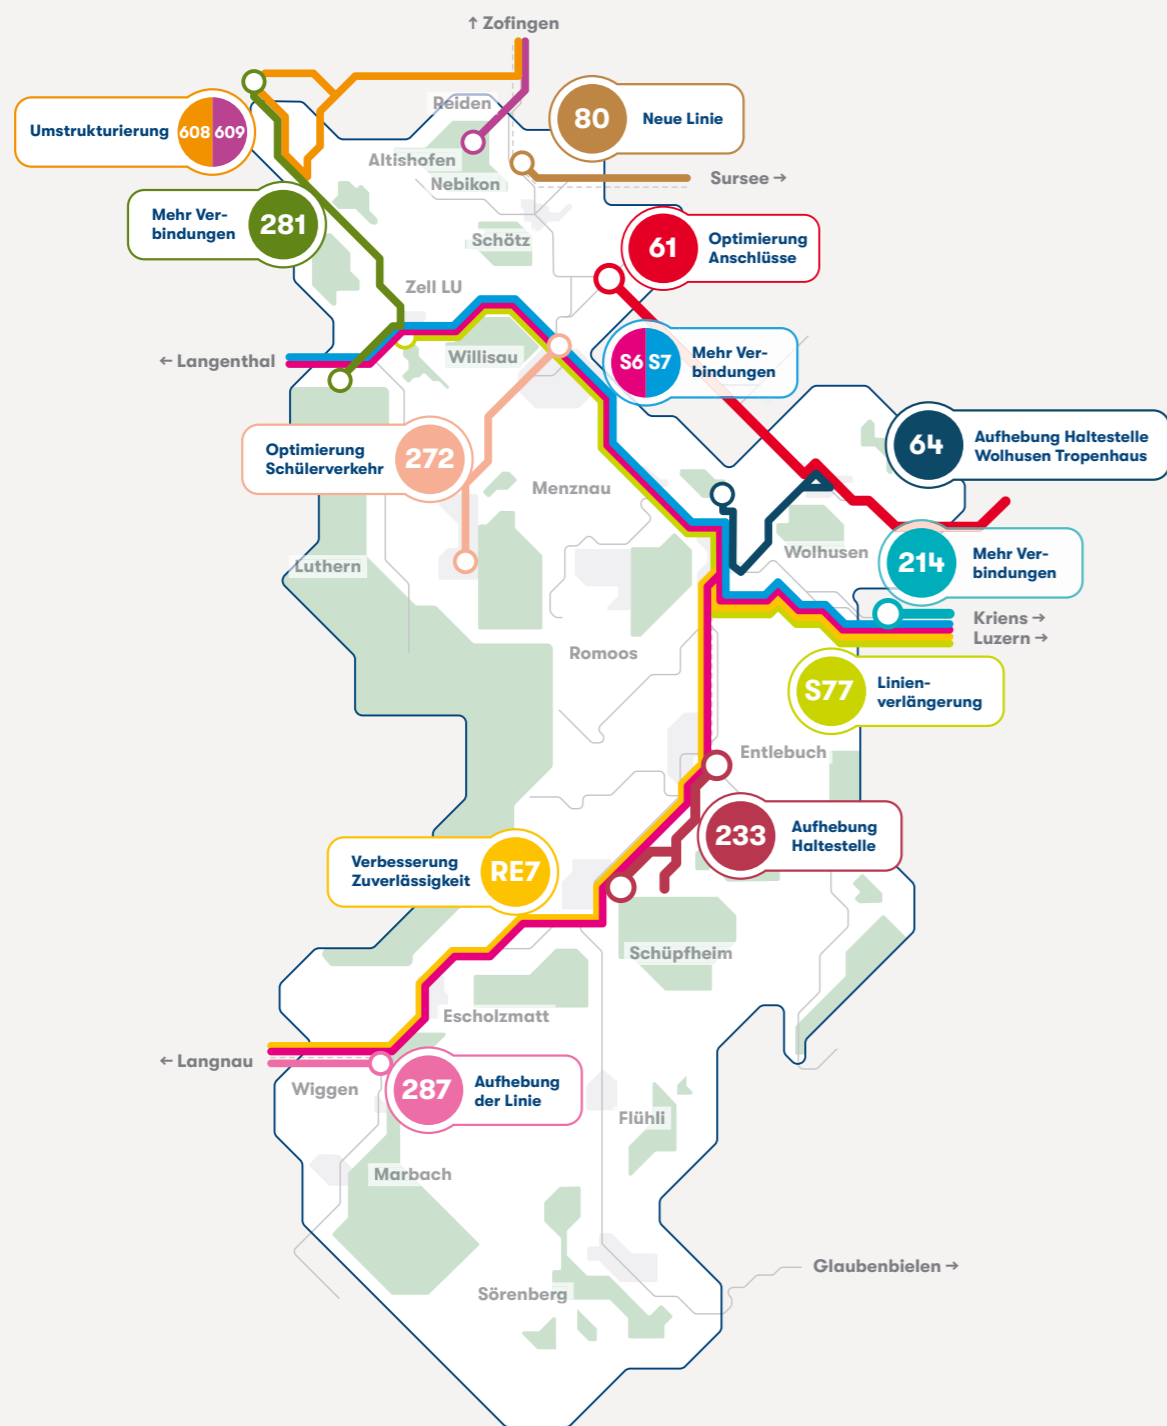 ↑ Zofingen
Reiden
Umstrukturierung
608 609
80
Neue Linie
Altishofen
Nebikon
Sursee →
Mehr Ver-
bindungen
281
Schötz
61
Optimierung
Anschlüsse
Zell LU
← Langenthal
Willisau
S6 S7
Mehr Ver-
bindungen
Optimierung
Schülerverkehr
272
64
Aufhebung Haltestelle
Wolhusen Tropenhaus
Menznau
Wolhusen
Luthern
214
Mehr Ver-
bindungen
Kriens →
Luzern →
Romoos
S77
Linien-
verlängerung
Entlebuch
233
Aufhebung
Haltestelle
Verbesserung
Zuverlässigkeit
RE7
Schüpfheim
Escholzmatt
← Langnau
Wiggen
287
Aufhebung
der Linie
Flühli
Marbach
Glaubenbielen →
Sörenberg